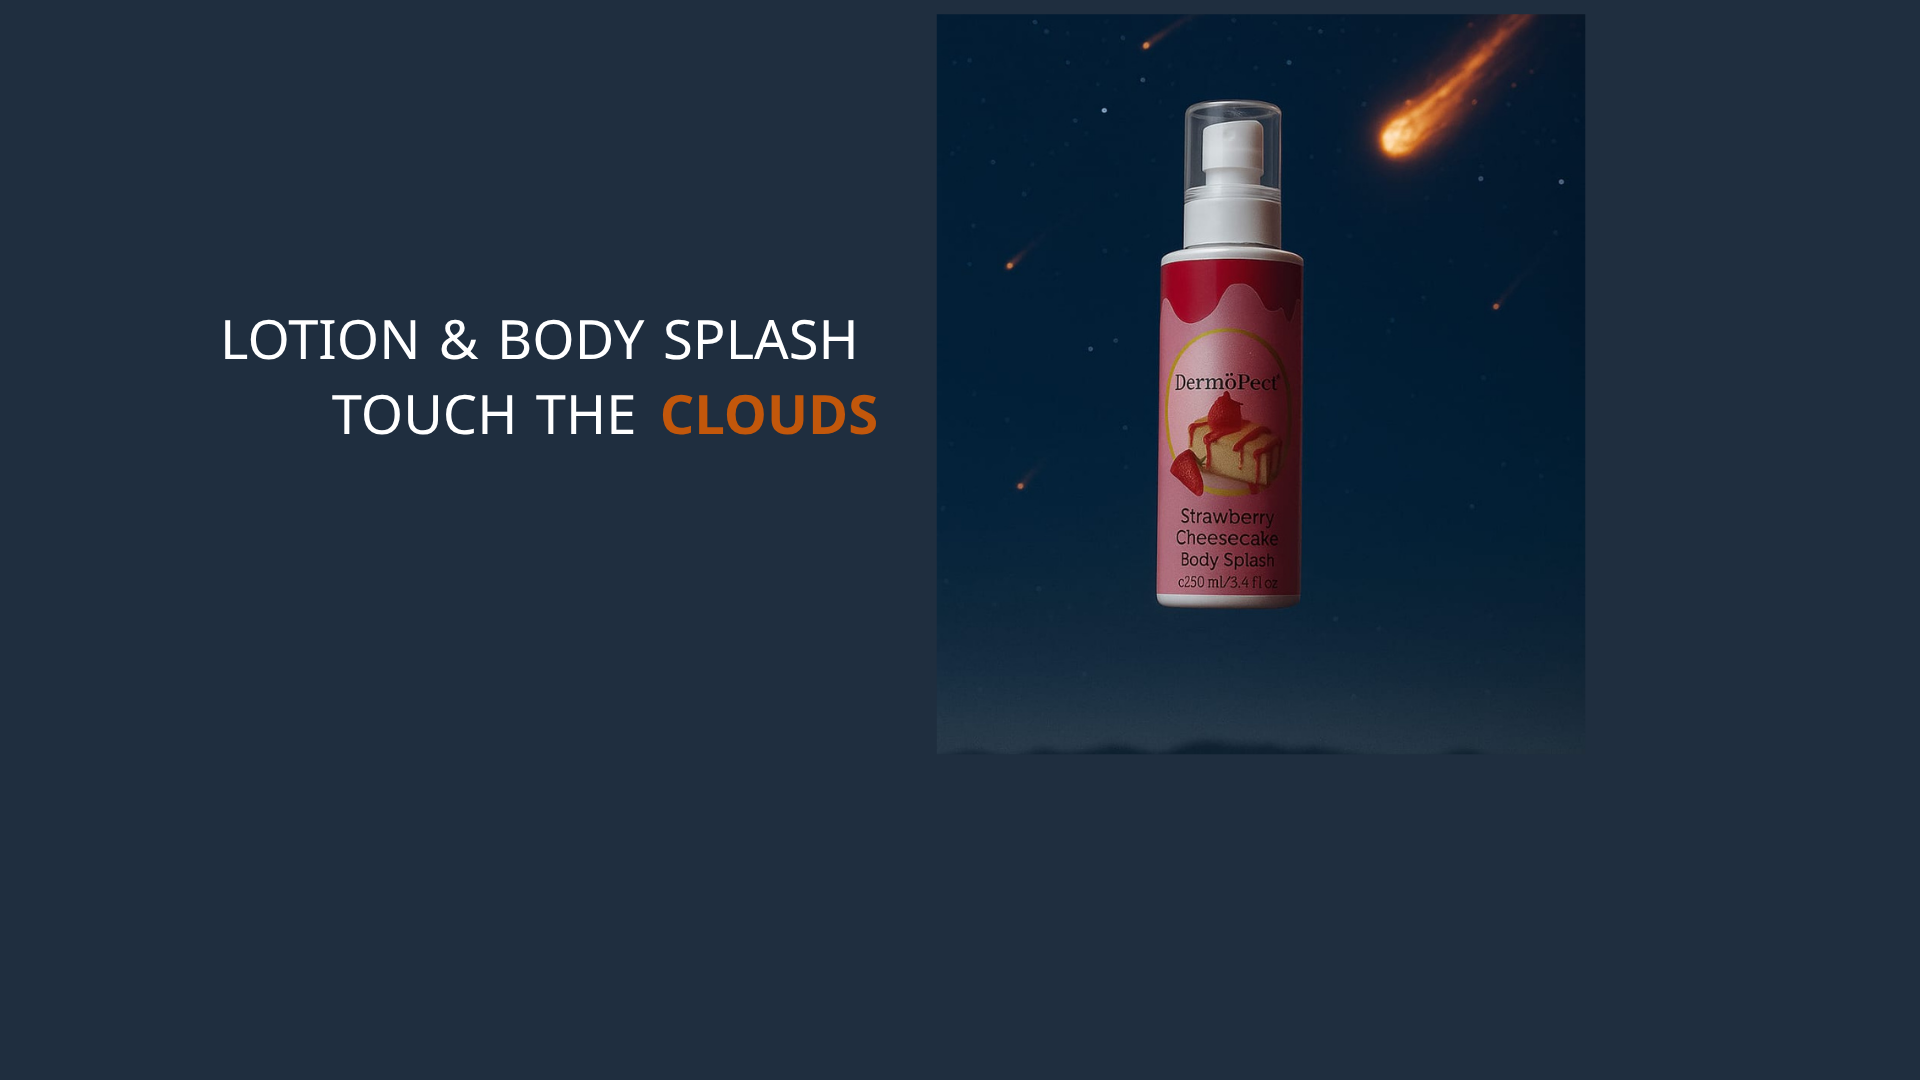 LOTION & BODY SPLASH
TOUCH THE CLOUDS
DermöPect
Strawberry
Cheesecake
Body Splash
c250 ml/3.4 fl oz